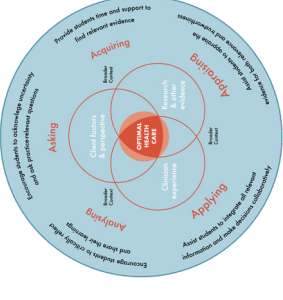 Provide students time and support to
find relevant evidence
Acquiring
Assist students to appraise the
evidence for both relevance and trustworthiness
Appraising
Encourage students to acknowledge uncertainty
and ask practice-relevant questions
Asking
Broader
Context
Research
& other
evidence
Client factors
& perspective
OPTIMAL
HEALTH
CARE
Broader
Context
Clinician
experience
Broader
Context
Analysing
Applying
Encourage students to critically reflect
and share their learnings
Assist students to integrate all relevant
information and make decisions collaboratively